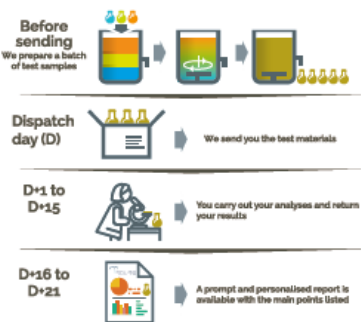 Before
sending
We prepare a batch
of test samples
Dispatch
day (D)
We send you the test materials
D+1 to
D+15
You carry out your analyses and return
your results
D+16 to
D+21
A prompt and personalised report is
available with the main points listed